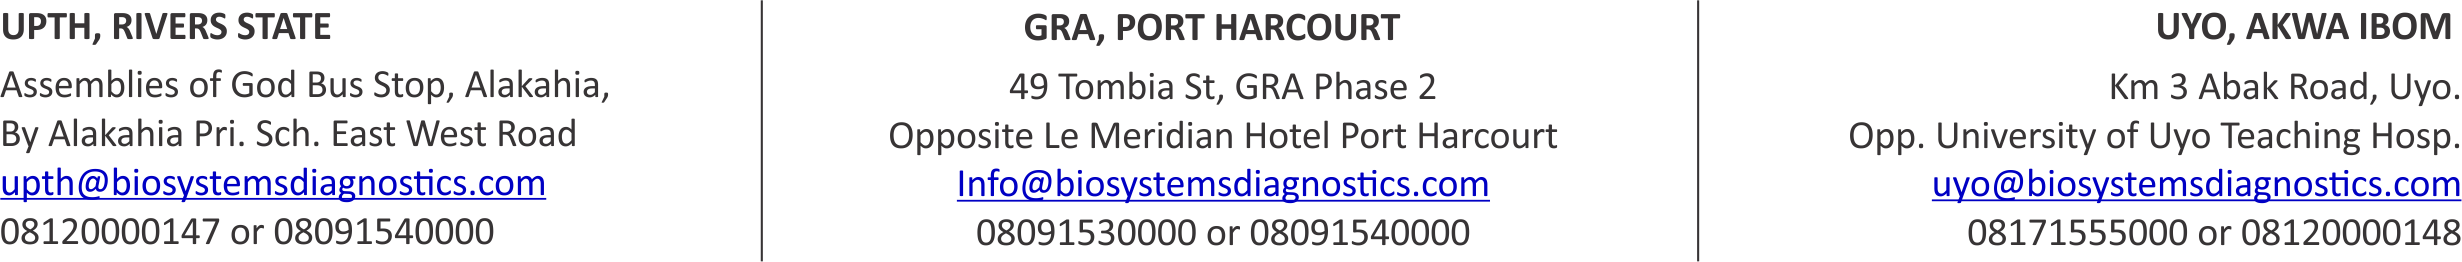 UPTH, RIVERS STATE
Assemblies of God Bus Stop, Alakahia,
By Alakahia Pri. Sch. East West Road
upth@biosystemsdiagnostics.com
08120000147 or 08091540000
GRA, PORT HARCOURT
49 Tombia St, GRA Phase 2
Opposite Le Meridian Hotel Port Harcourt
Info@biosystemsdiagnostics.com
08091530000 or 08091540000
UYO, AKWA IBOM
Km 3 Abak Road, Uyo.
Opp. University of Uyo Teaching Hosp.
uyo@biosystemsdiagnostics.com
08171555000 or 08120000148